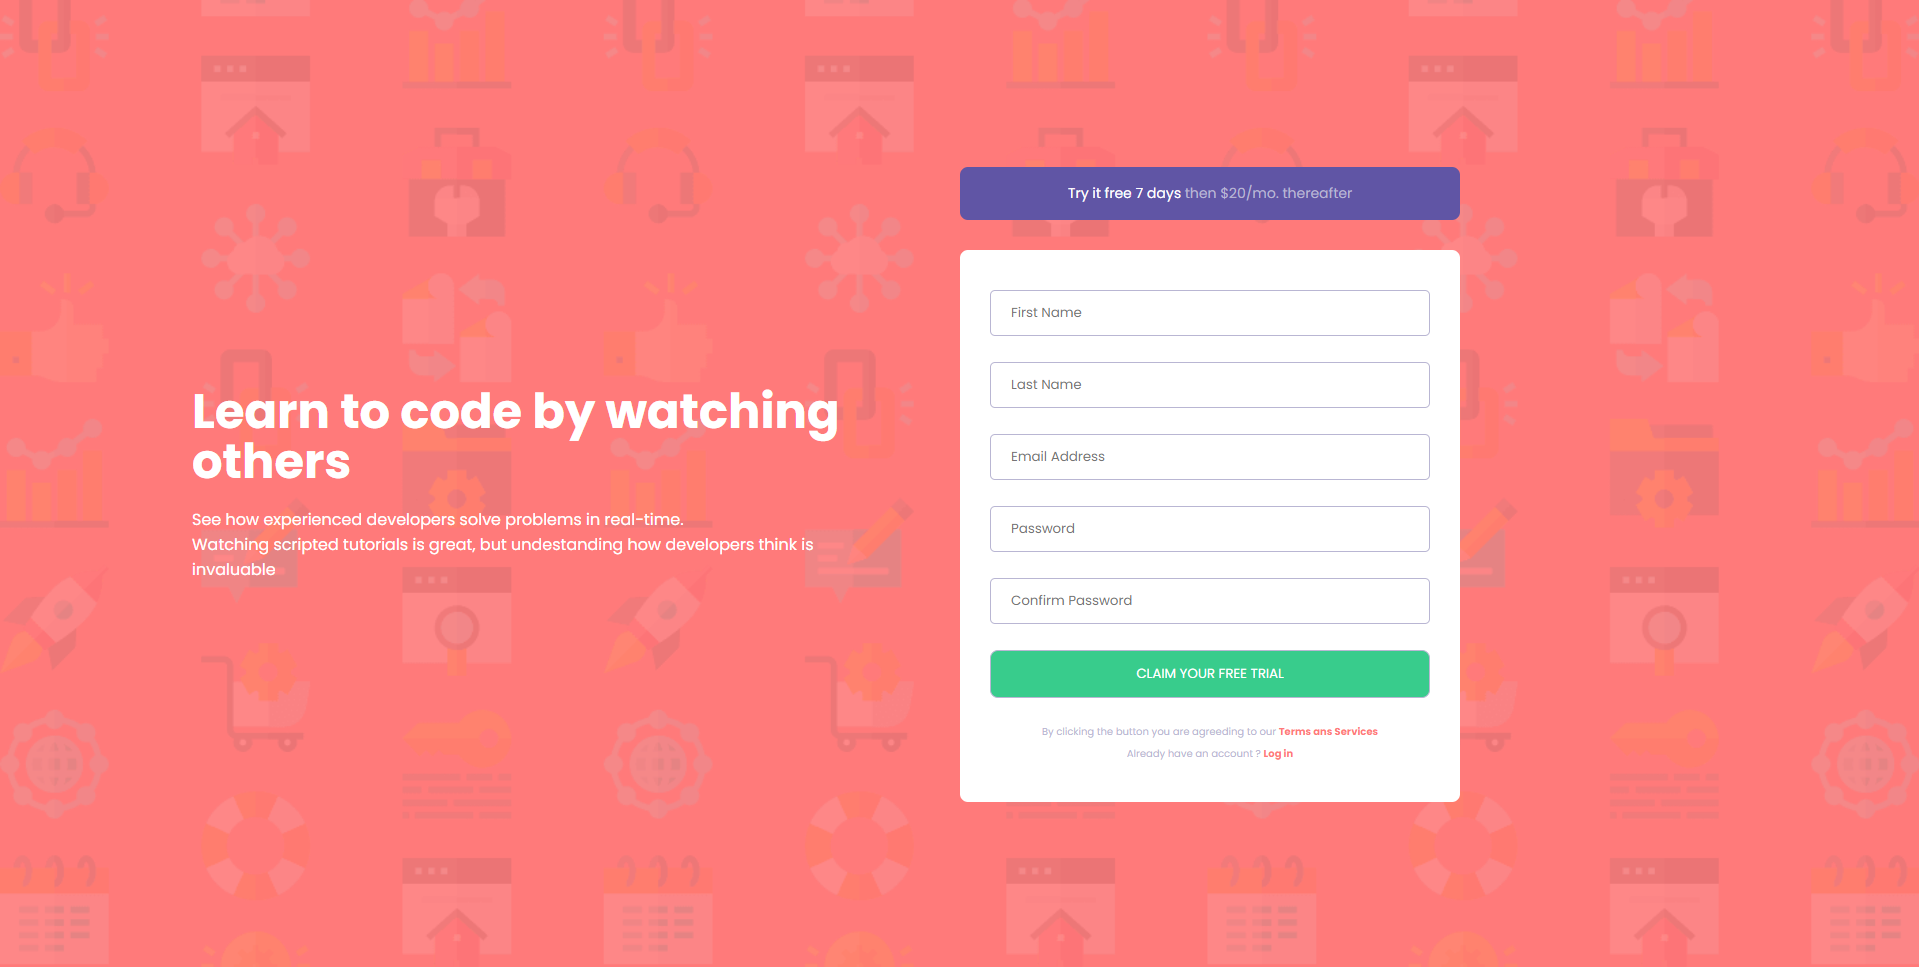 Learn to code by watching
others
See how experienced developers solve problems in real-time.
Watching scripted tutorials is great, but undestanding how developers think is
invaluable
Try it free 7 days then $20/mo. thereafter
First Name
Last Name
Email Address
Password
Confirm Password
CLAIM YOUR FREE TRIAL
By clicking the button you are agreeding to our Terms ans Services
Already have an account ? Log in